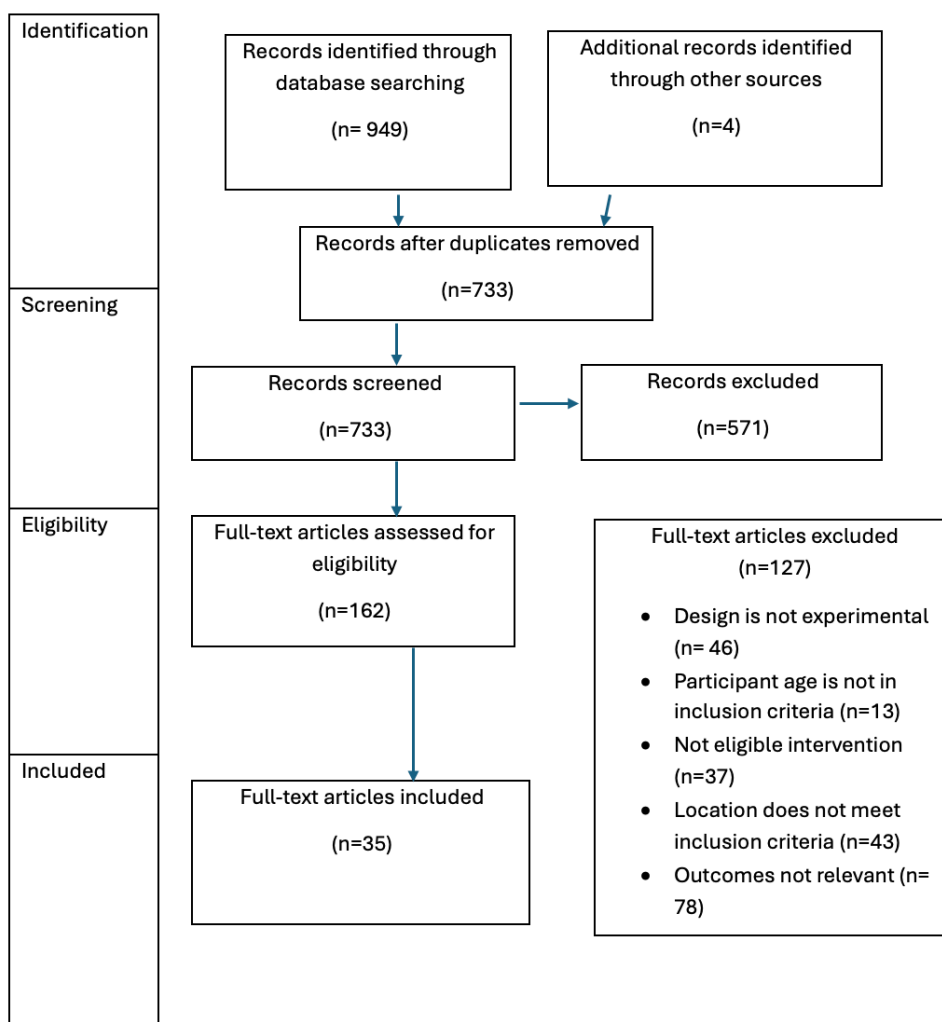 Identification
Records identified through
database searching
(n= 949)
Additional records identified
through other sources
(n=4)
Records after duplicates removed
(n=733)
Screening
Records screened
(n=733)
Records excluded
(n=571)
Eligibility
Full-text articles assessed for
eligibility
(n=162)
Full-text articles excluded
(n=127)
• Design is not experimental
(n= 46)
• Participant age is not in
inclusion criteria (n=13)
• Not eligible intervention
(n=37)
• Location does not meet
inclusion criteria (n=43)
• Outcomes not relevant (n=
78)
Included
Full-text articles included
(n=35)